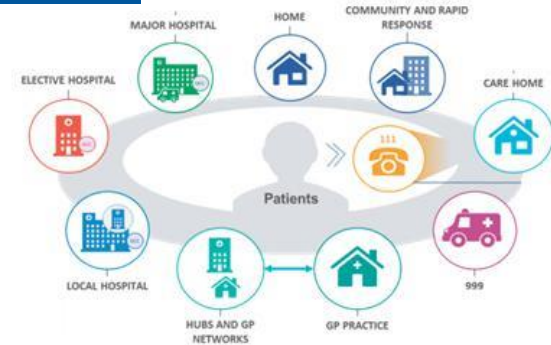 HOME
COMMUNITY AND RAPID
RESPONSE
MAJOR HOSPITAL
ELECTIVE HOSPITAL
CARE HOME
111
Patients
LOCAL HOSPITAL
HUBS AND GP
NETWORKS
GP PRACTICE
999